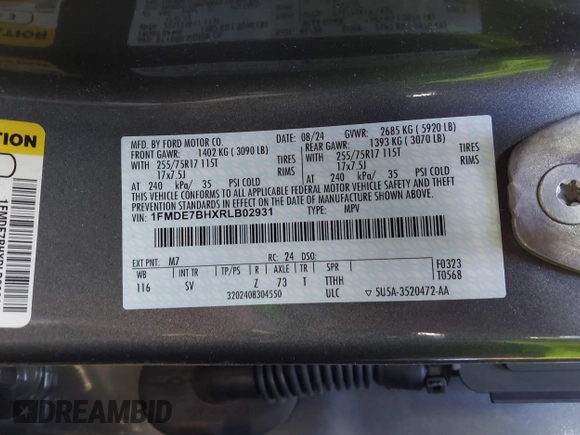 MFD. BY FORD MOTOR CO. DATE: 08/24 GVWR: 2685 KG ( 5920 LB)
FRONT GAWR: 1402 KG ( 3090 LB) REAR GAWR: 1393 KG ( 3070 LB)
WITH 255/75R17 115T TIRES WITH 255/75R17 115T TIRES
17x7.5J RIMS 17x7.5J RIMS
AT 240 kPa/ 35 PSI COLD AT 240 kPa/ 35 PSI COLD
THIS VEHICLE CONFORMS TO ALL APPLICABLE FEDERAL MOTOR VEHICLE SAFETY, BUMPER, AND THEFT
PREVENTION STANDARDS IN EFFECT ON THE DATE OF MANUFACTURE SHOWN ABOVE.
VIN: 1FMDE7BHXRLB02931 TYPE: MPV
EXT PNT: M7 RC: 24 DSO: F0323
WB INT TR TP/PS R AXLE TR SPR T0568
116 SV Z 73 T TTHH
320240B304550 ULC ▽ 5U5A-3520472-AA
DREAMBID